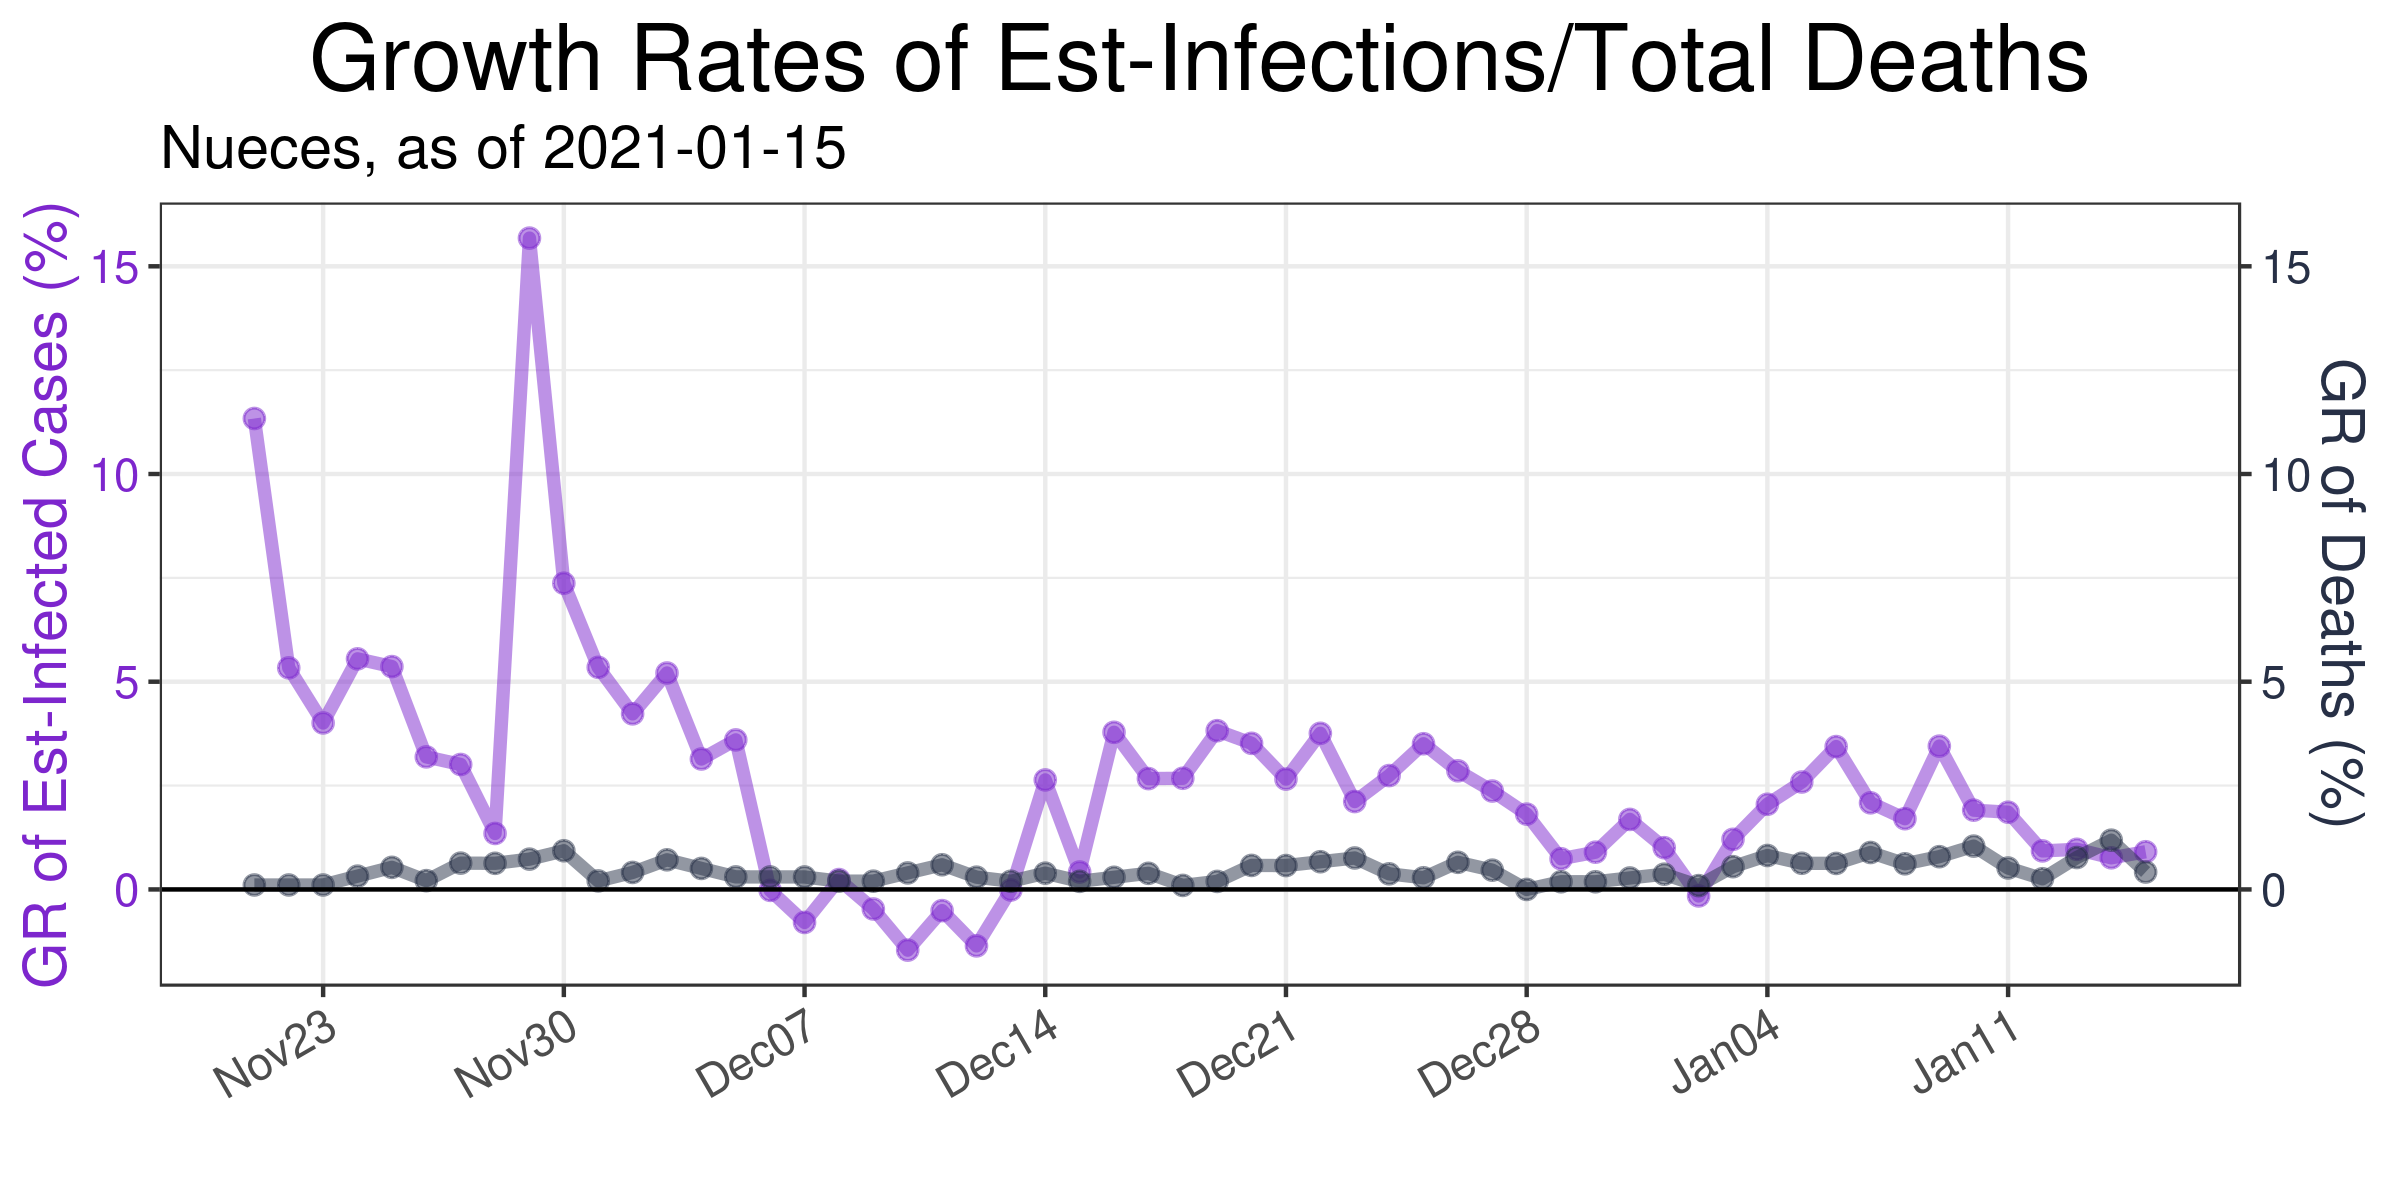 Growth Rates of Est-Infections/Total Deaths
Nueces, as of 2021-01-15
GR of Est-Infected Cases (%)
15
10
5
0
15
10
5
0
GR of Deaths (%)
Nov23
Nov30
Dec07
Dec14
Dec21
Dec28
Jan04
Jan11